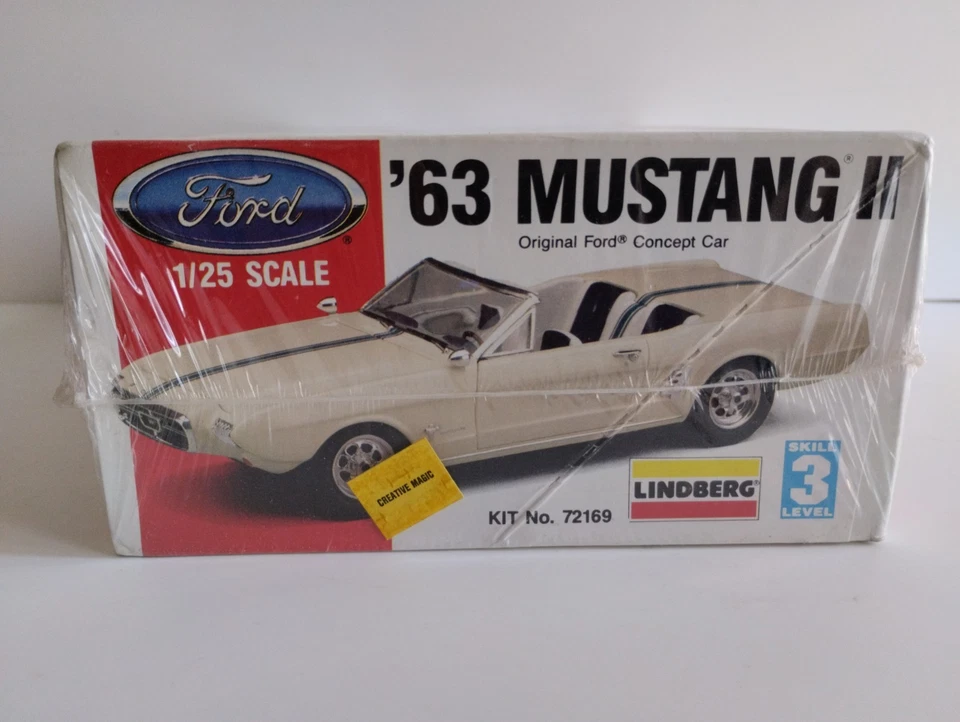 Ford®
1/25 SCALE
'63 MUSTANG® II
Original Ford® Concept Car
CREATIVE MAGIC
KIT No. 72169
LINDBERG®
SKILL
3
LEVEL